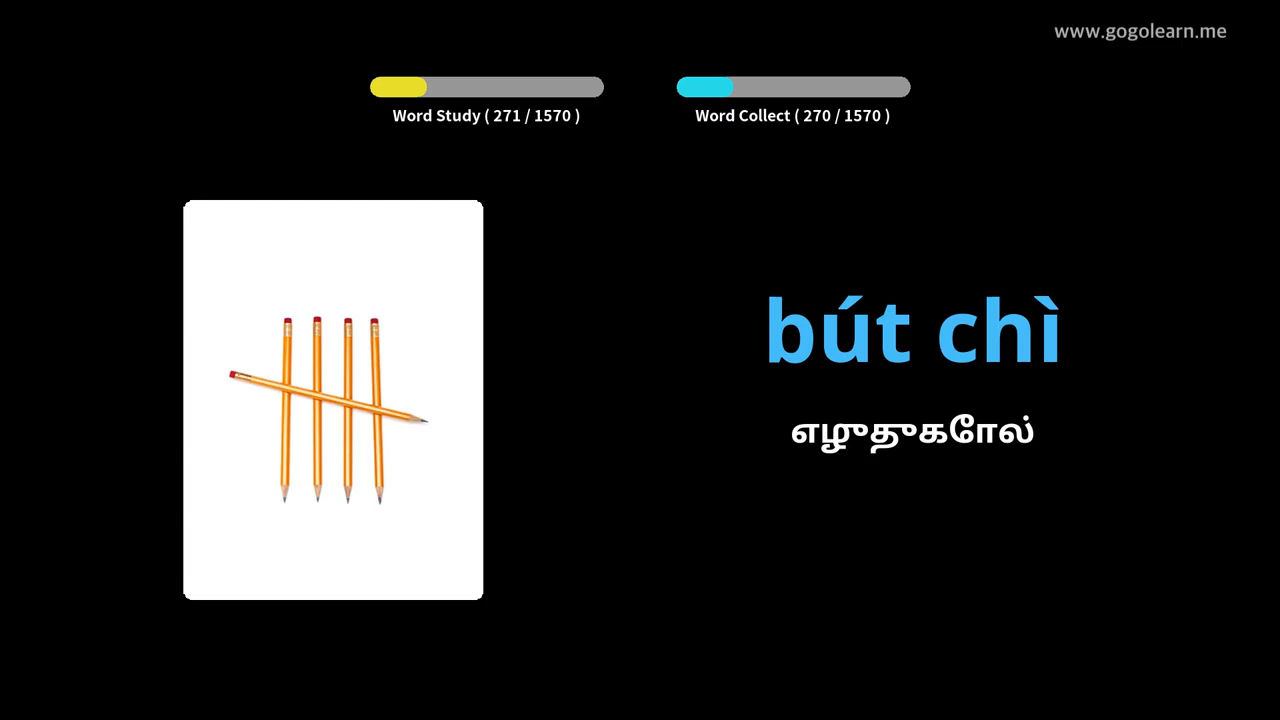 www.gogolearn.me
Word Study ( 271 / 1570 )
Word Collect ( 270 / 1570 )
bút chì
எழுதுகோல்